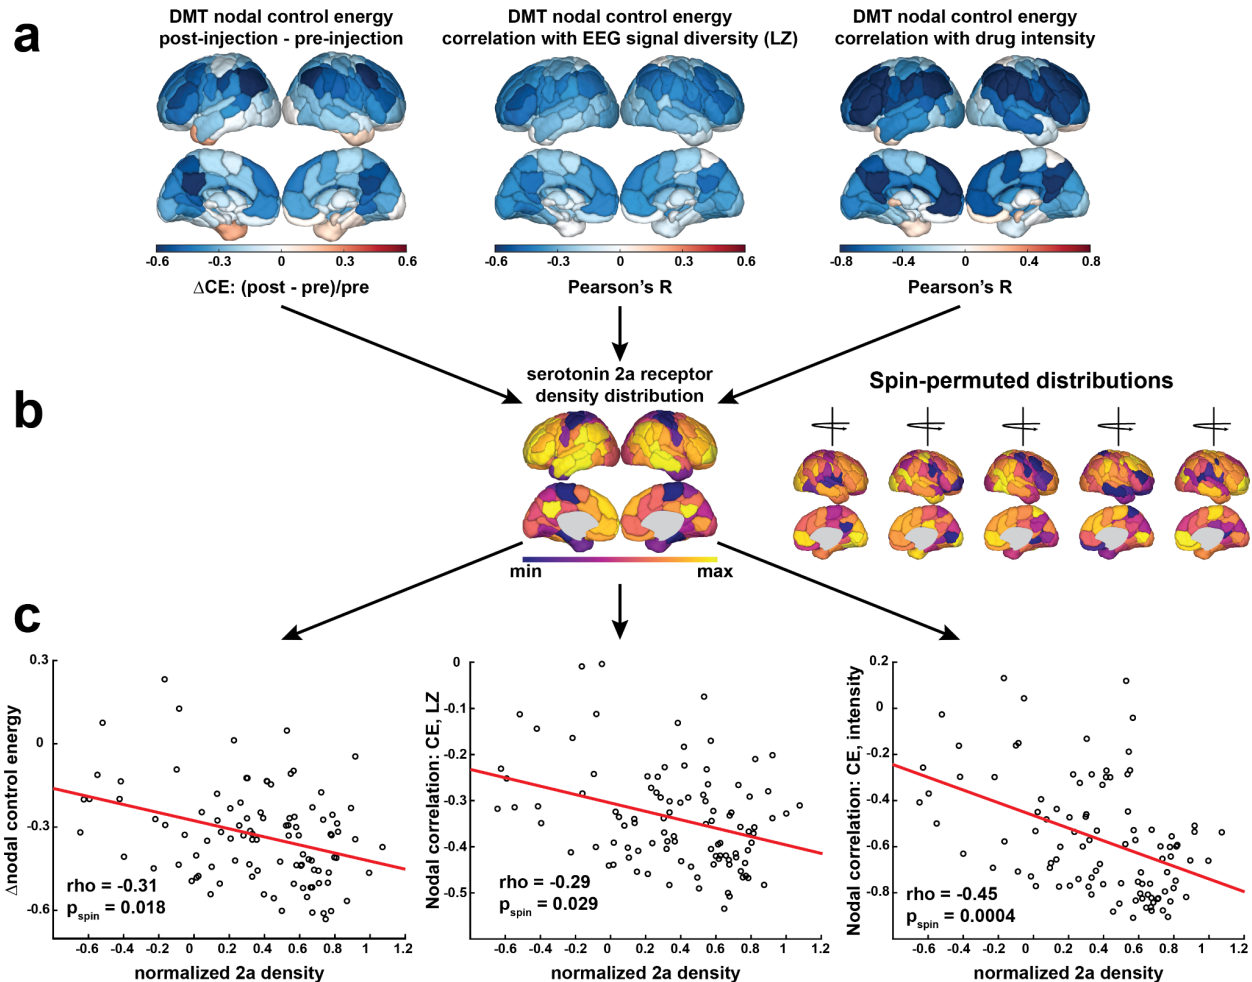 a
DMT nodal control energy
post-injection - pre-injection
DMT nodal control energy
correlation with EEG signal diversity (LZ)
DMT nodal control energy
correlation with drug intensity
-0.6 -0.3 0 0.3 0.6
ΔCE: (post - pre)/pre
-0.6 -0.3 0 0.3 0.6
Pearson's R
-0.8 -0.4 0 0.4 0.8
Pearson's R
b
serotonin 2a receptor
density distribution
min max
Spin-permuted distributions
c
Δnodal control energy
0.3
0
-0.3
-0.6
rho = -0.31
pspin = 0.018
-0.6 -0.4 -0.2 0 0.2 0.4 0.6 0.8 1 1.2
normalized 2a density
Nodal correlation: CE, LZ
0
-0.1
-0.2
-0.3
-0.4
-0.5
rho = -0.29
pspin = 0.029
-0.6 -0.4 -0.2 0 0.2 0.4 0.6 0.8 1 1.2
normalized 2a density
Nodal correlation: CE, intensity
0.2
0
-0.2
-0.4
-0.6
-0.8
rho = -0.45
pspin = 0.0004
-0.6 -0.4 -0.2 0 0.2 0.4 0.6 0.8 1 1.2
normalized 2a density